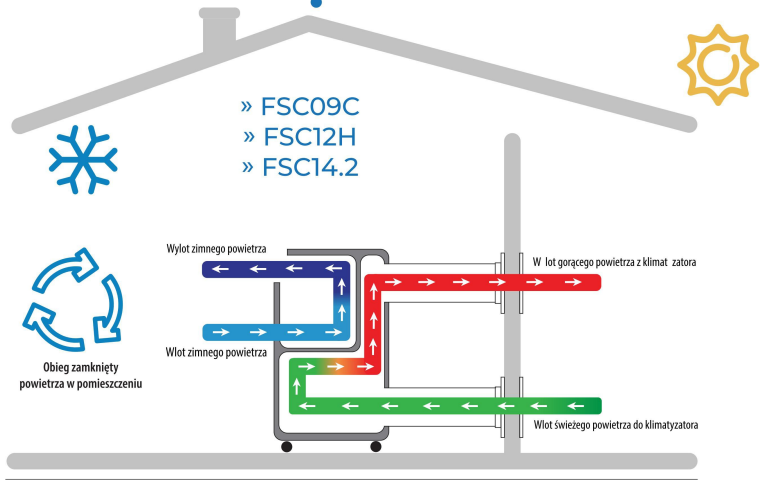 » FSC09C
» FSC12H
» FSC14.2
Wylot zimnego powietrza
W lot gorącego powietrza z klimat zatora
Wlot zimnego powietrza
Obieg zamknięty
powietrza w pomieszczeniu
Wlot świeżego powietrza do klimatyzatora